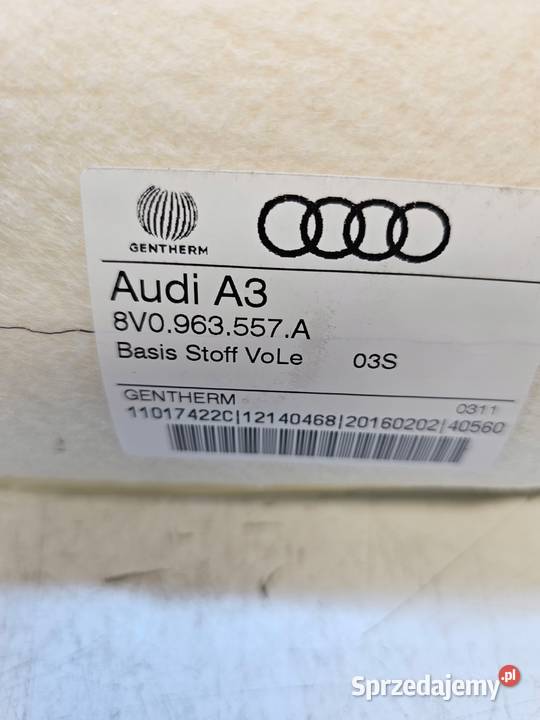 GENTHERM
Audi A3
8V0.963.557.A
Basis Stoff VoLe 03S
GENTHERM 0311
11017422C|12140468|20160202|40560
Sprzedajemy.pl